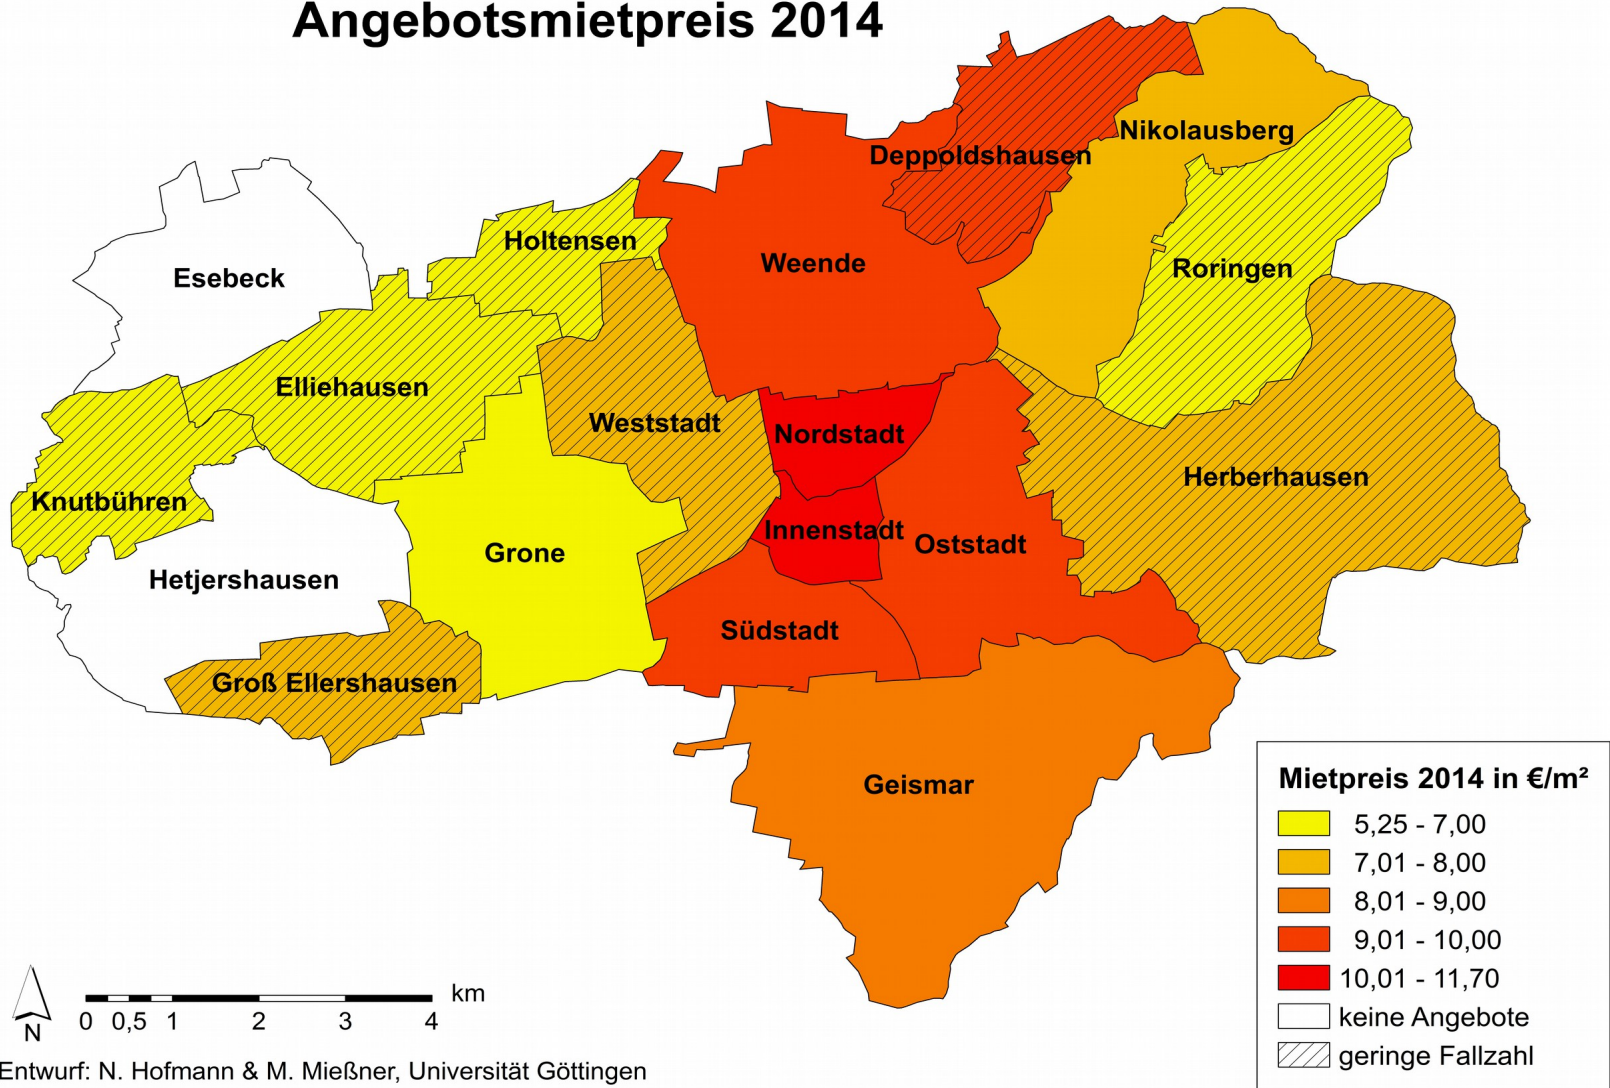 Angebotsmietpreis 2014
Nikolausberg
Deppoldshausen
Holtensen
Weende
Roringen
Esebeck
Elliehausen
Weststadt
Nordstadt
Herberhausen
Knutbühren
Innenstadt
Oststadt
Grone
Hetjershausen
Südstadt
Groß Ellershausen
Geismar
Mietpreis 2014 in €/m²
5,25 - 7,00
7,01 - 8,00
8,01 - 9,00
9,01 - 10,00
10,01 - 11,70
keine Angebote
geringe Fallzahl
km
0 0,5 1 2 3 4
N
Entwurf: N. Hofmann & M. Mießner, Universität Göttingen